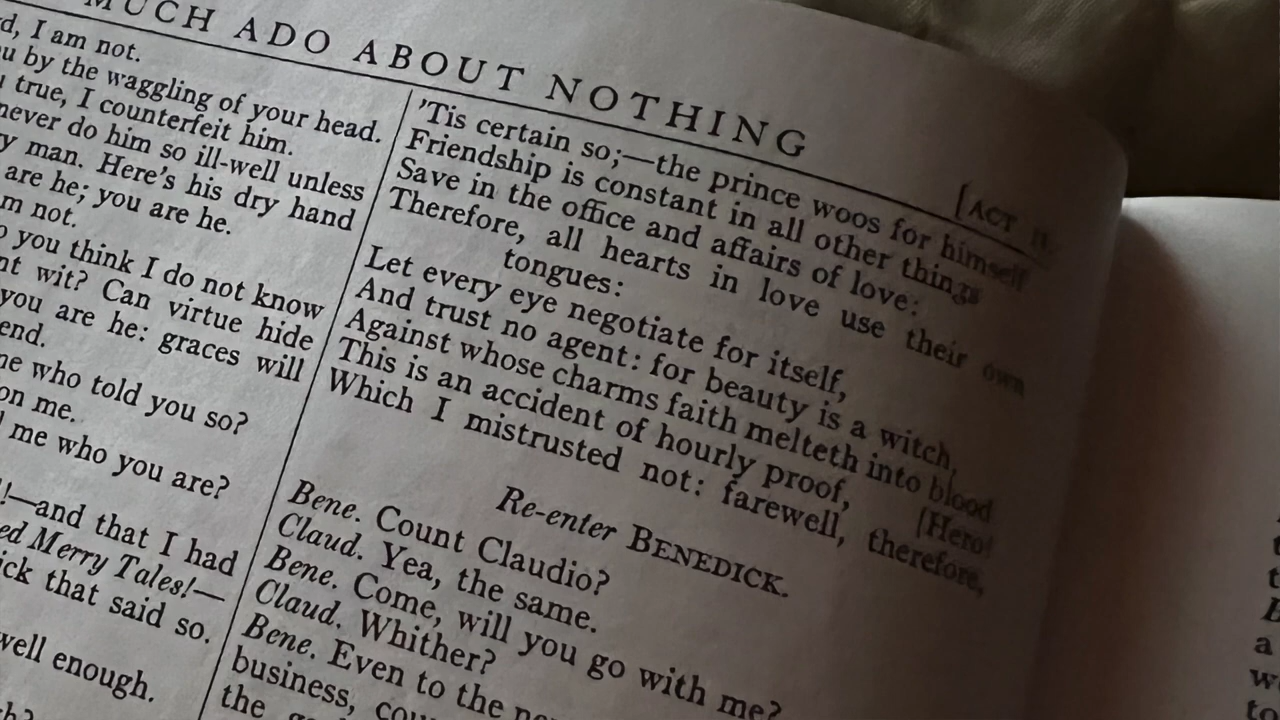 MUCH ADO ABOUT NOTHING
[ACT II.
d, I am not.
u by the waggling of your head.
true, I counterfeit him.
never do him so ill-well unless
y man. Here's his dry hand
are he; you are he.
m not.
o you think I do not know
nt wit? Can virtue hide
you are he: graces will
end.
me who told you so?
on me.
me who you are?
!—and that I had
ed Merry Tales!—
ick that said so.
well enough.
'Tis certain so;—the prince woos for himself
Friendship is constant in all other things
Save in the office and affairs of love:
Therefore, all hearts in love use their own
tongues:
Let every eye negotiate for itself,
And trust no agent: for beauty is a witch,
Against whose charms faith melteth into blood
This is an accident of hourly proof,
Which I mistrusted not: farewell, therefore,
[Hero!
Re-enter BENEDICK.
Bene. Count Claudio?
Claud. Yea, the same.
Bene. Come, will you go with me?
Claud. Whither?
Bene. Even to the
business,
the